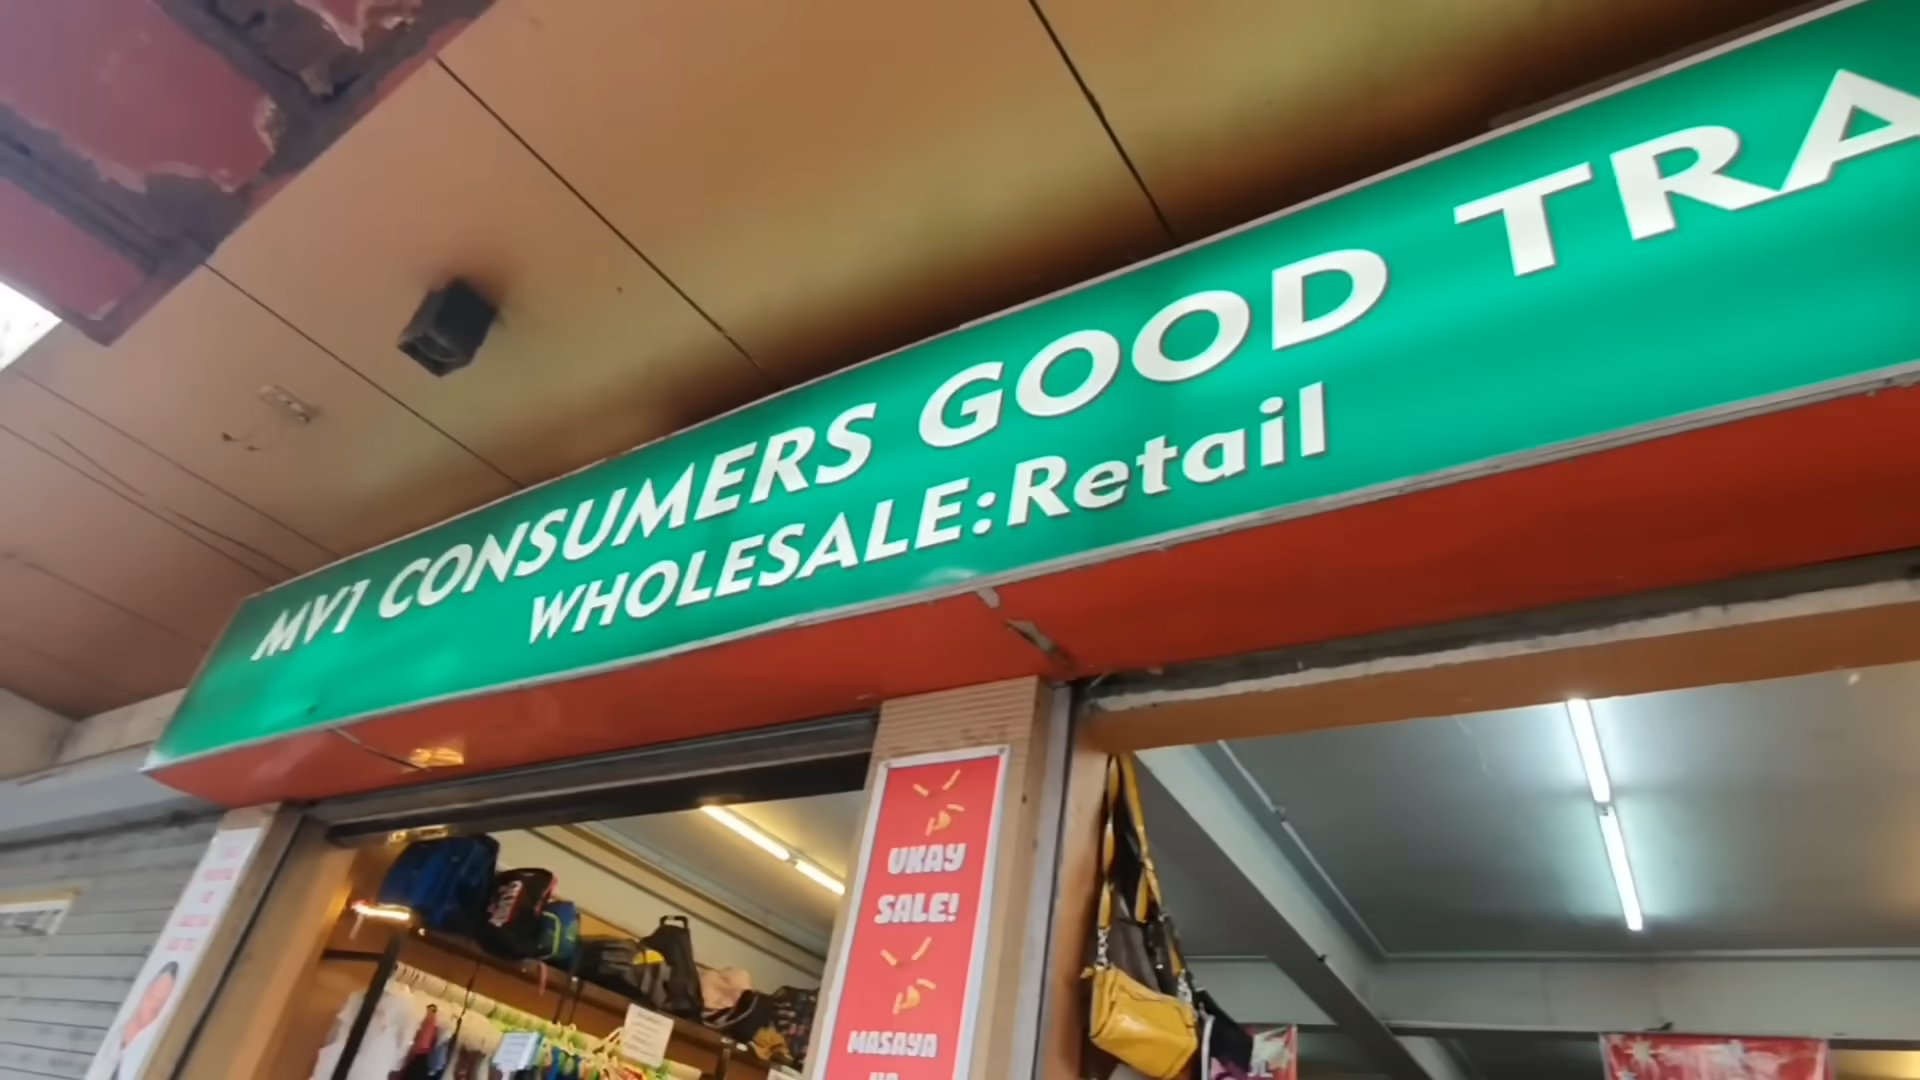 MV1 CONSUMERS GOOD TRA
WHOLESALE:Retail
UKAY
SALE!
MASAYA